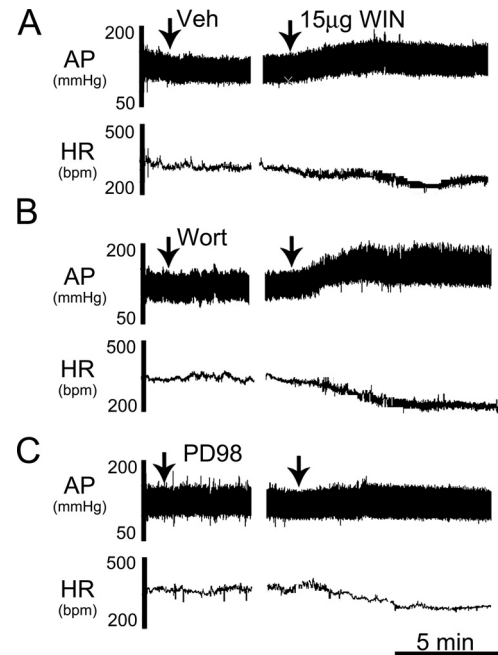 A
Veh
15µg WIN
200
AP
(mmHg)
50
500
HR
(bpm)
200
B
Wort
200
AP
(mmHg)
50
500
HR
(bpm)
200
C
PD98
200
AP
(mmHg)
50
500
HR
(bpm)
200
5 min